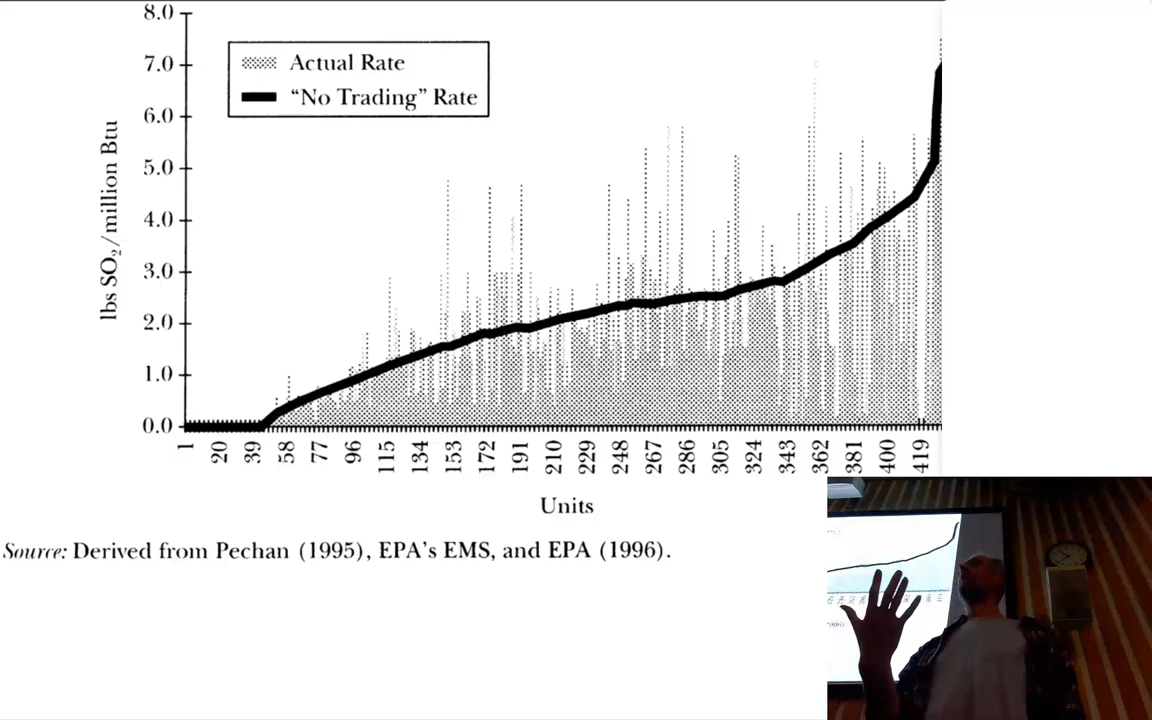 8.0
7.0
6.0
5.0
4.0
3.0
2.0
1.0
0.0
lbs SO₂/million Btu
Actual Rate
“No Trading” Rate
1 20 39 58 77 96 115 134 153 172 191 210 229 248 267 286 305 324 343 362 381 400 419
Units
Source: Derived from Pechan (1995), EPA’s EMS, and EPA (1996).